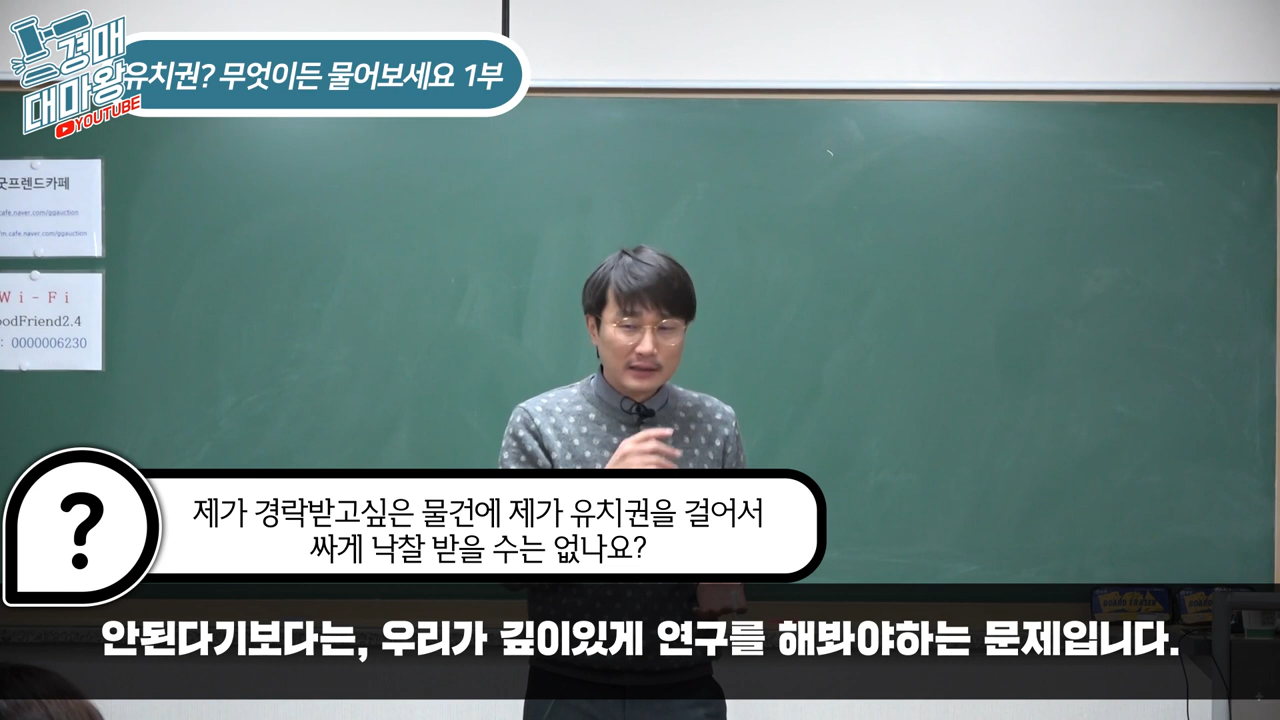 경매
대마왕
YOUTUBE
유치권? 무엇이든 물어보세요 1부
굿프렌드카페
cafe.naver.com/ggauction
m.cafe.naver.com/ggauction
Wi-Fi
oodFriend2.4
: 0000006230
?
제가 경락받고싶은 물건에 제가 유치권을 걸어서
싸게 낙찰 받을 수는 없나요?
BOARD ERASER
안된다기보다는, 우리가 깊이있게 연구를 해봐야하는 문제입니다.